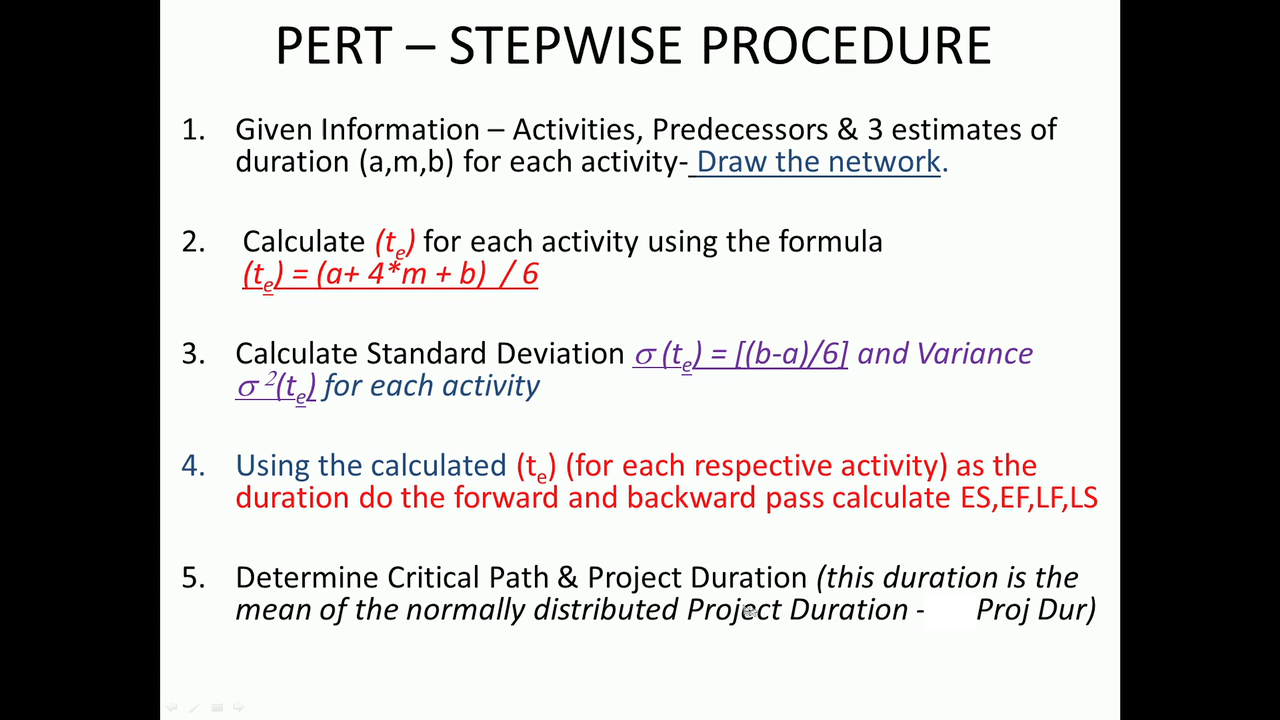 PERT – STEPWISE PROCEDURE
1. Given Information – Activities, Predecessors & 3 estimates of
duration (a,m,b) for each activity- Draw the network.
2. Calculate (te) for each activity using the formula
(te) = (a+ 4*m + b) / 6
3. Calculate Standard Deviation σ (te) = [(b-a)/6] and Variance
σ ²(te) for each activity
4. Using the calculated (te) (for each respective activity) as the
duration do the forward and backward pass calculate ES,EF,LF,LS
5. Determine Critical Path & Project Duration (this duration is the
mean of the normally distributed Project Duration - Proj Dur)